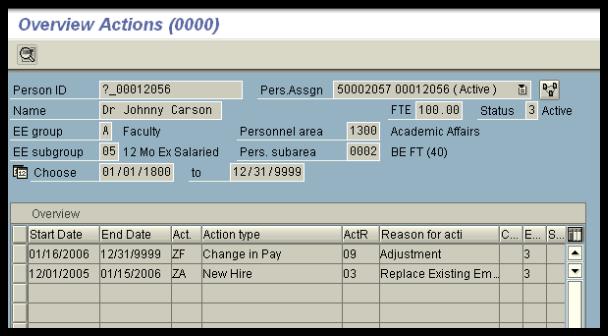 Overview Actions (0000)
Person ID ?_00012056 Pers.Assgn 50002057 00012056 ( Active )
Name Dr Johnny Carson FTE 100.00 Status 3 Active
EE group A Faculty Personnel area 1300 Academic Affairs
EE subgroup 05 12 Mo Ex Salaried Pers. subarea 0002 BE FT (40)
Choose 01/01/1800 to 12/31/9999
Overview
Start Date End Date Act. Action type ActR Reason for acti C... E... S...
01/16/2006 12/31/9999 ZF Change in Pay 09 Adjustment 3
12/01/2005 01/15/2006 ZA New Hire 03 Replace Existing Em... 3